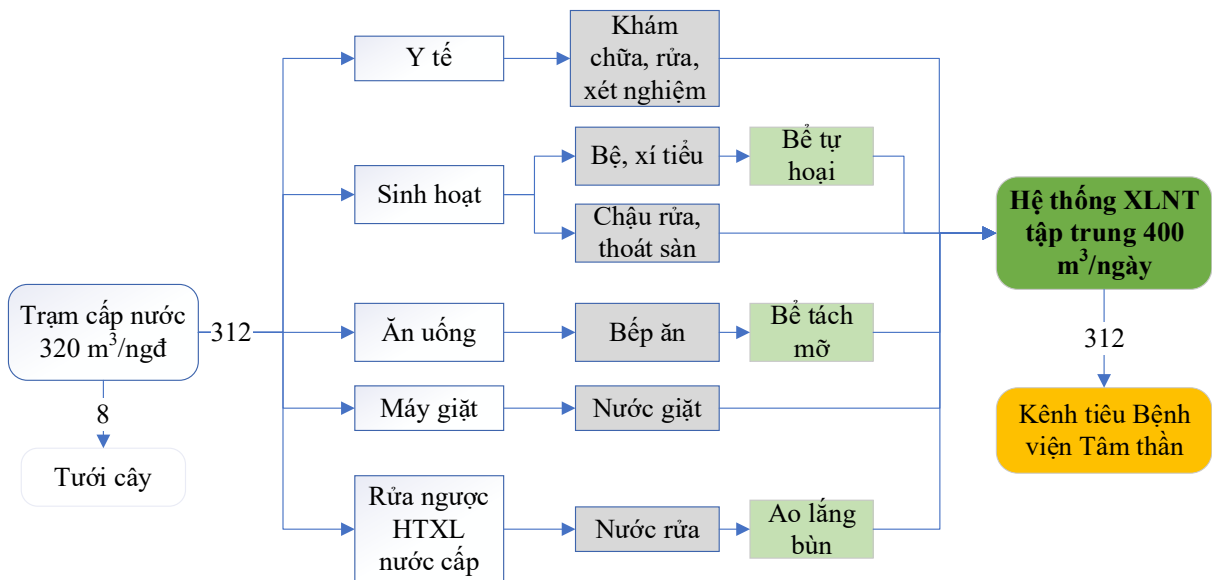 Trạm cấp nước
320 m³/ngđ
312
8
Tưới cây
Y tế
Khám
chữa, rửa,
xét nghiệm
Sinh hoạt
Bệ, xí tiểu
Bể tự
hoại
Chậu rửa,
thoát sàn
Ăn uống
Bếp ăn
Bể tách
mỡ
Máy giặt
Nước giặt
Rửa ngược
HTXL
nước cấp
Nước rửa
Ao lắng
bùn
Hệ thống XLNT
tập trung 400
m³/ngày
312
Kênh tiêu Bệnh
viện Tâm thần